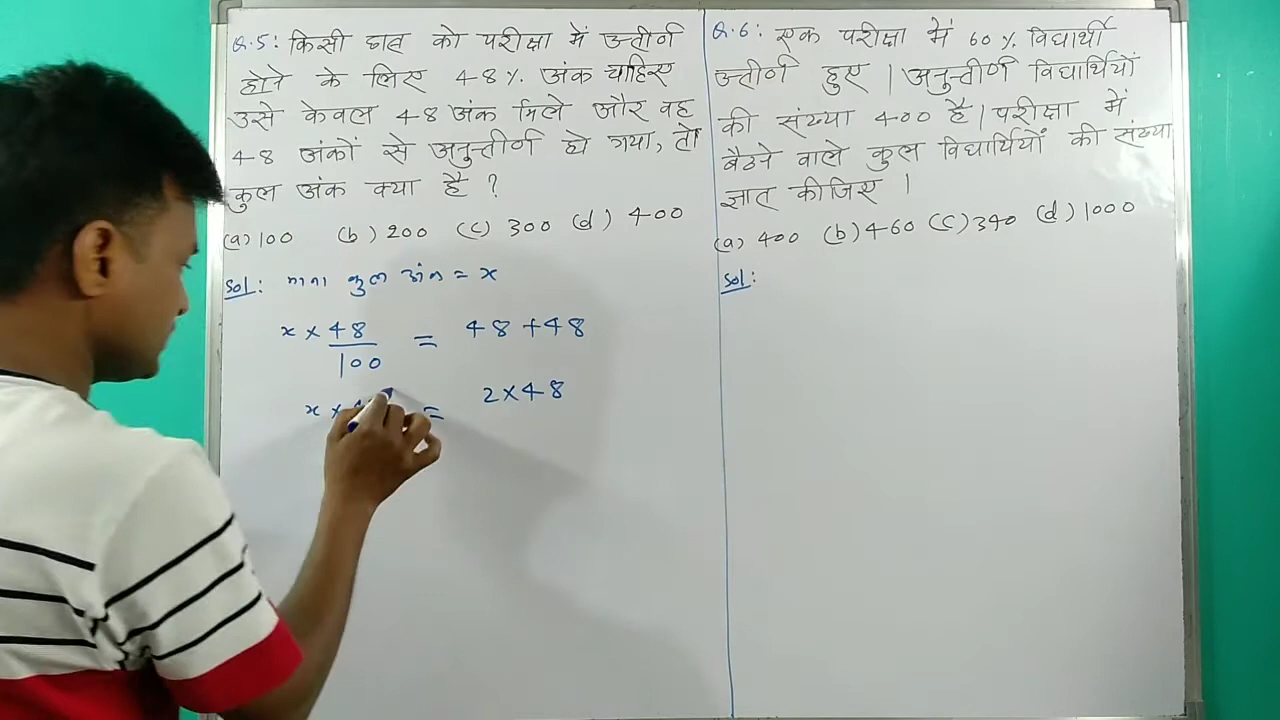 Q.5: किसी छात्र को परीक्षा में उत्तीर्ण
होने के लिए 48%. अंक चाहिए
उसे केवल 48 अंक मिले और वह
48 अंकों से अनुत्तीर्ण हो गया, तो
कुल अंक क्या है ?
(a) 100 (b) 200 (c) 300 (d) 400
Sol: माना कुल अंक = x
x × 48/100 = 48 + 48
x × = 2 × 48
Q.6: एक परीक्षा में 60%. विद्यार्थी
उत्तीर्ण हुए | अनुत्तीर्ण विद्यार्थियों
की संख्या 400 है | परीक्षा में
बैठने वाले कुल विद्यार्थियों की संख्या
ज्ञात कीजिए |
(a) 400 (b) 460 (c) 340 (d) 1000
Sol: